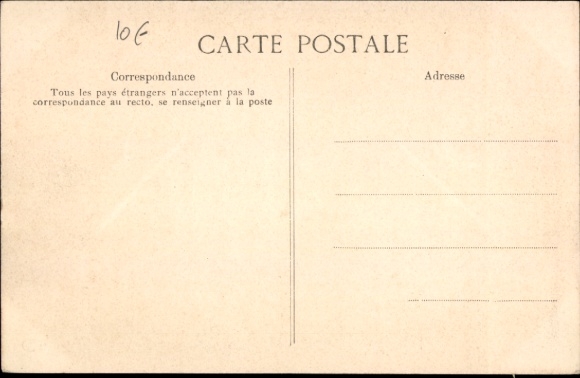 10€
CARTE POSTALE
Correspondance
Tous les pays étrangers n'acceptent pas la
correspondance au recto, se renseigner à la poste
Adresse